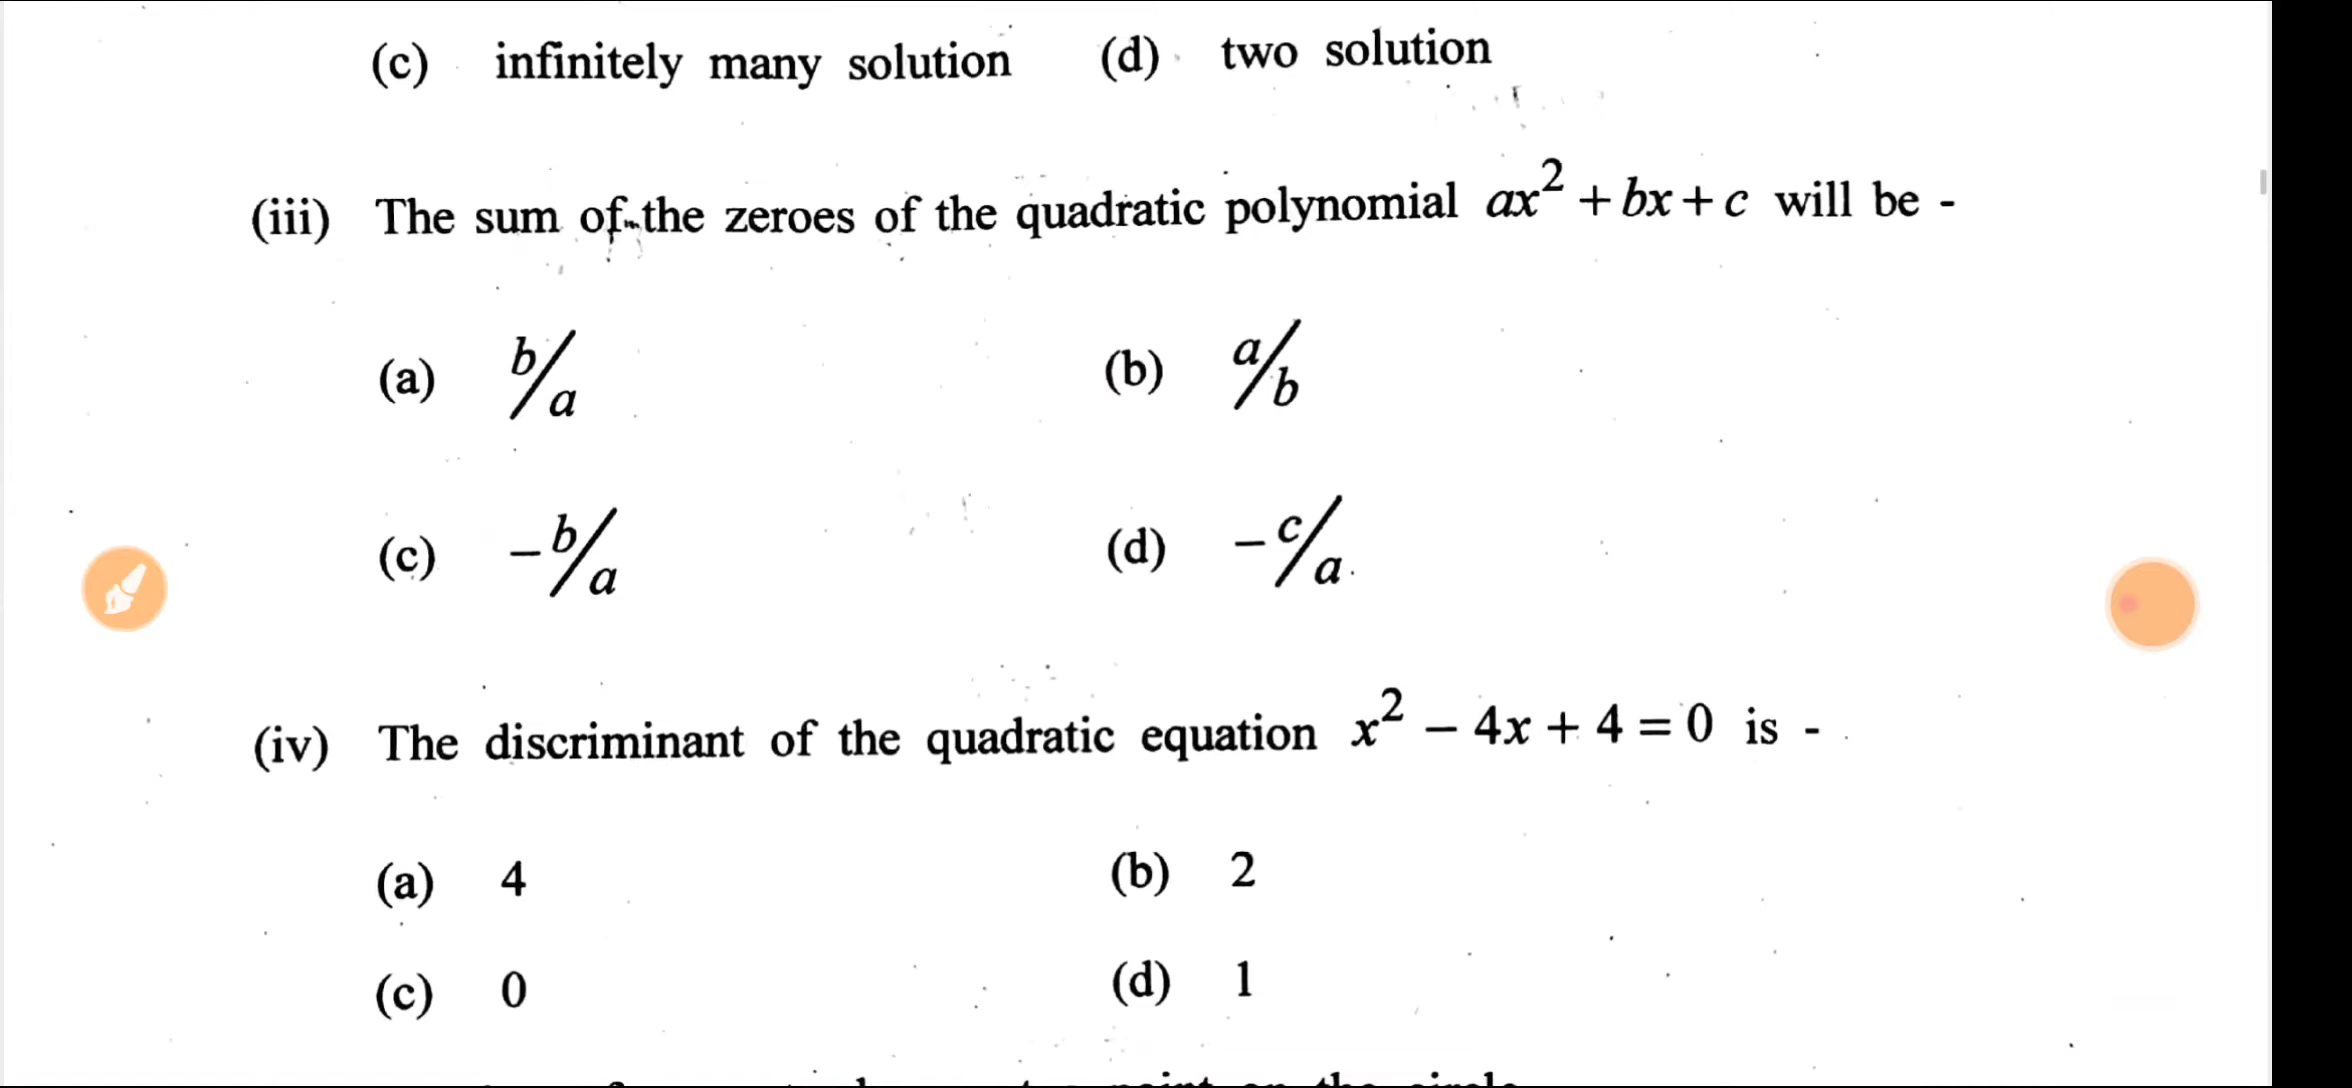 (c) infinitely many solution (d) two solution
(iii) The sum of the zeroes of the quadratic polynomial ax² + bx + c will be -
(a) b/a (b) a/b
(c) -b/a (d) -c/a
(iv) The discriminant of the quadratic equation x² - 4x + 4 = 0 is -
(a) 4 (b) 2
(c) 0 (d) 1